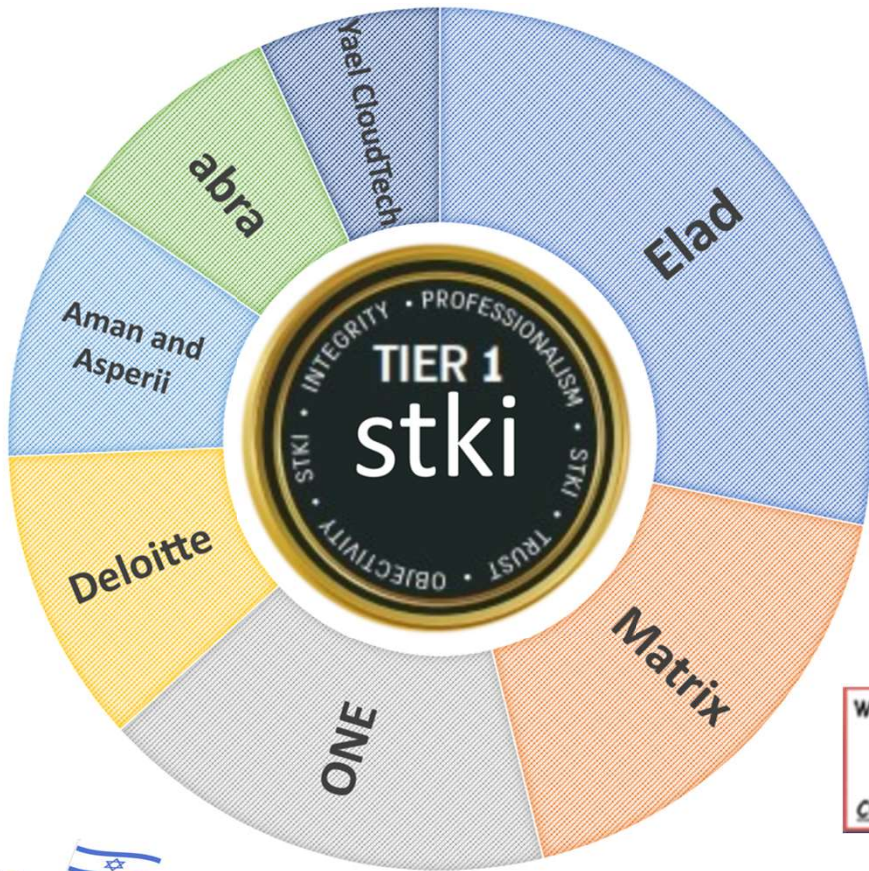 Yael CloudTech
Elad
abra
Aman and
Asperii
Deloitte
ONE
Matrix
• PROFESSIONALISM • STKI • TRUST • OBJECTIVITY • STKI • INTEGRITY
TIER 1
stki